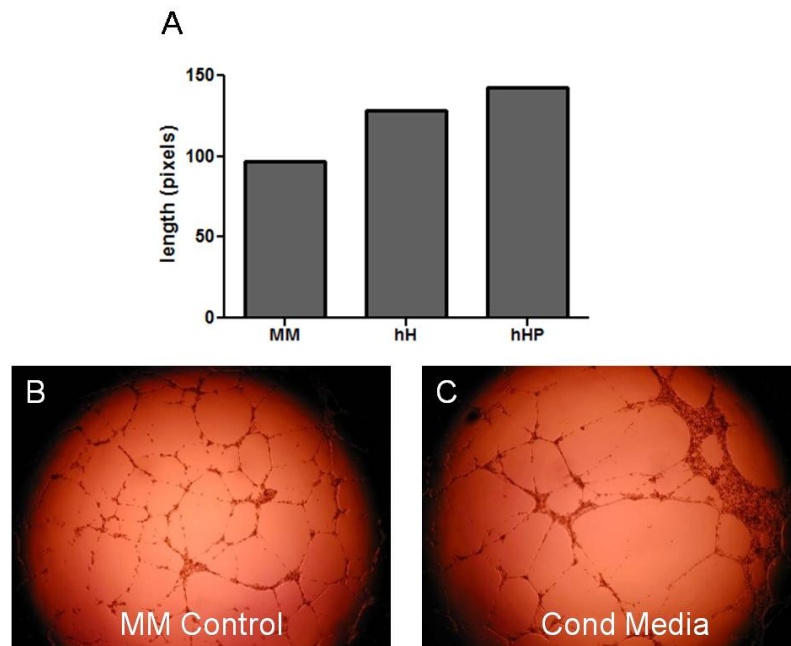 A
length (pixels)
150
100
50
0
MM hH hHP
B
MM Control
C
Cond Media